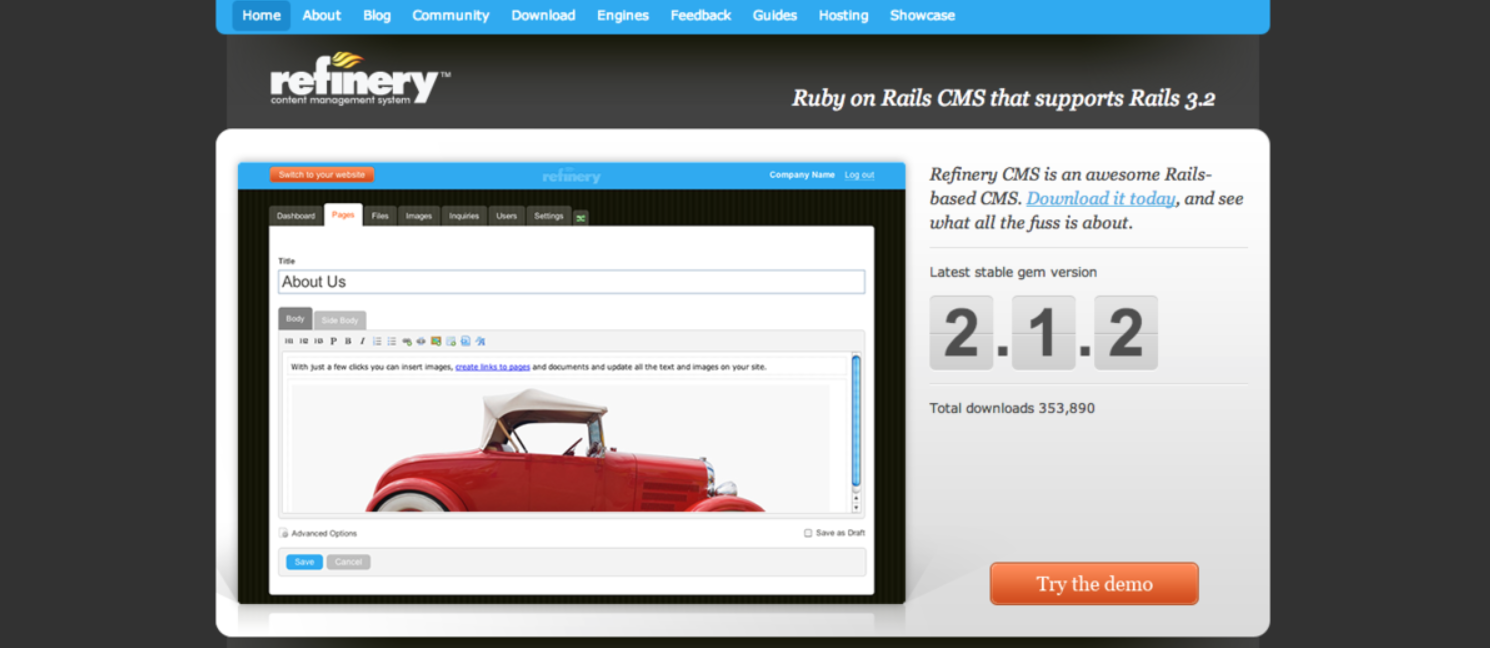 Home About Blog Community Download Engines Feedback Guides Hosting Showcase
refinery™
content management system
Ruby on Rails CMS that supports Rails 3.2
Switch to your website
refinery
Company Name Log out
Dashboard Pages Files Images Inquiries Users Settings
Title
About Us
Body Side Body
P B I
With just a few clicks you can insert images, create links to pages and documents and update all the text and images on your site.
Advanced Options
Save as Draft
Save Cancel
Refinery CMS is an awesome Rails-
based CMS. Download it today, and see
what all the fuss is about.
Latest stable gem version
2.1.2
Total downloads 353,890
Try the demo